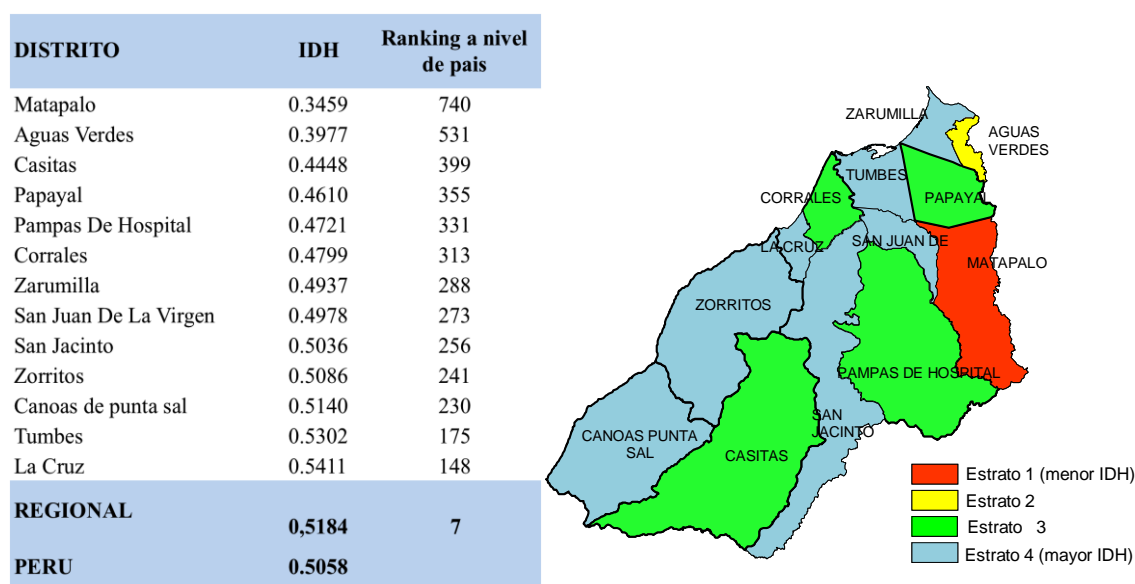 DISTRITO IDH Ranking a nivel
de pais
Matapalo 0.3459 740
Aguas Verdes 0.3977 531
Casitas 0.4448 399
Papayal 0.4610 355
Pampas De Hospital 0.4721 331
Corrales 0.4799 313
Zarumilla 0.4937 288
San Juan De La Virgen 0.4978 273
San Jacinto 0.5036 256
Zorritos 0.5086 241
Canoas de punta sal 0.5140 230
Tumbes 0.5302 175
La Cruz 0.5411 148
REGIONAL 0,5184 7
PERU 0.5058
ZARUMILLA
AGUAS
VERDES
TUMBES
CORRALES
PAPAYAL
LA CRUZ
SAN JUAN DE
MATAPALO
ZORRITOS
PAMPAS DE HOSPITAL
SAN
JACINTO
CANOAS PUNTA
SAL
CASITAS
Estrato 1 (menor IDH)
Estrato 2
Estrato 3
Estrato 4 (mayor IDH)